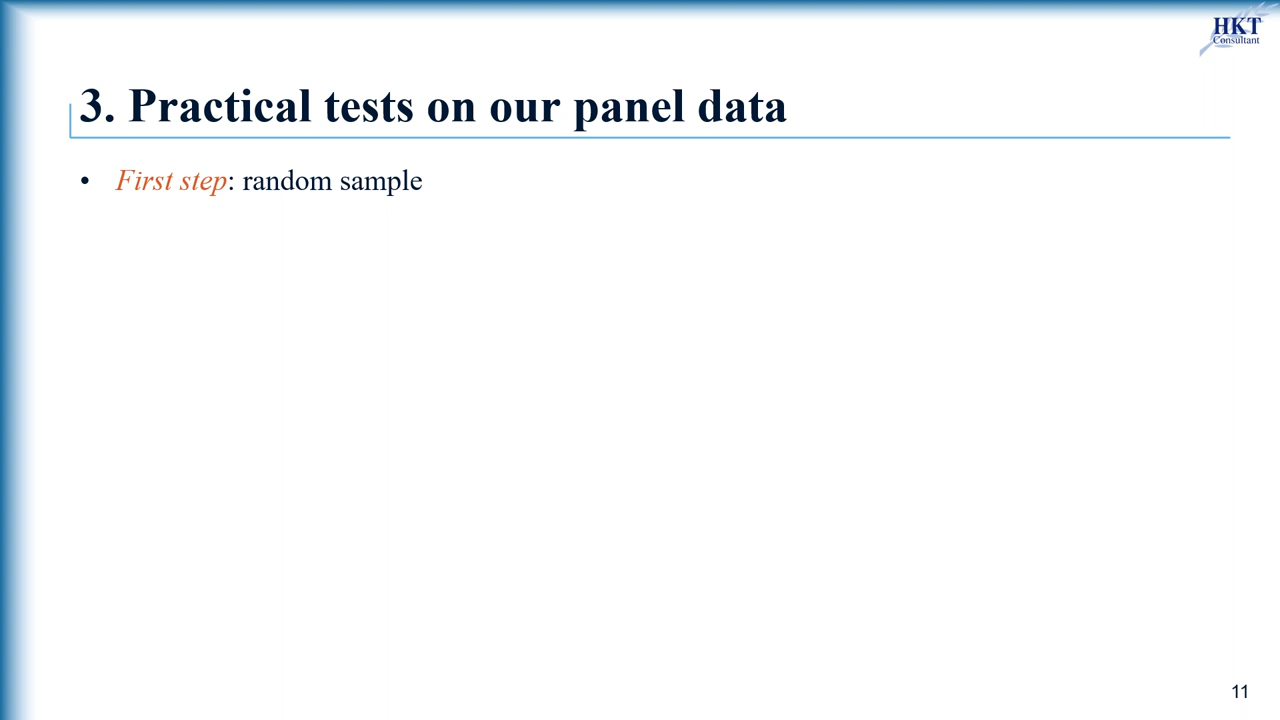 HKT
Consultant
3. Practical tests on our panel data
• First step: random sample
11